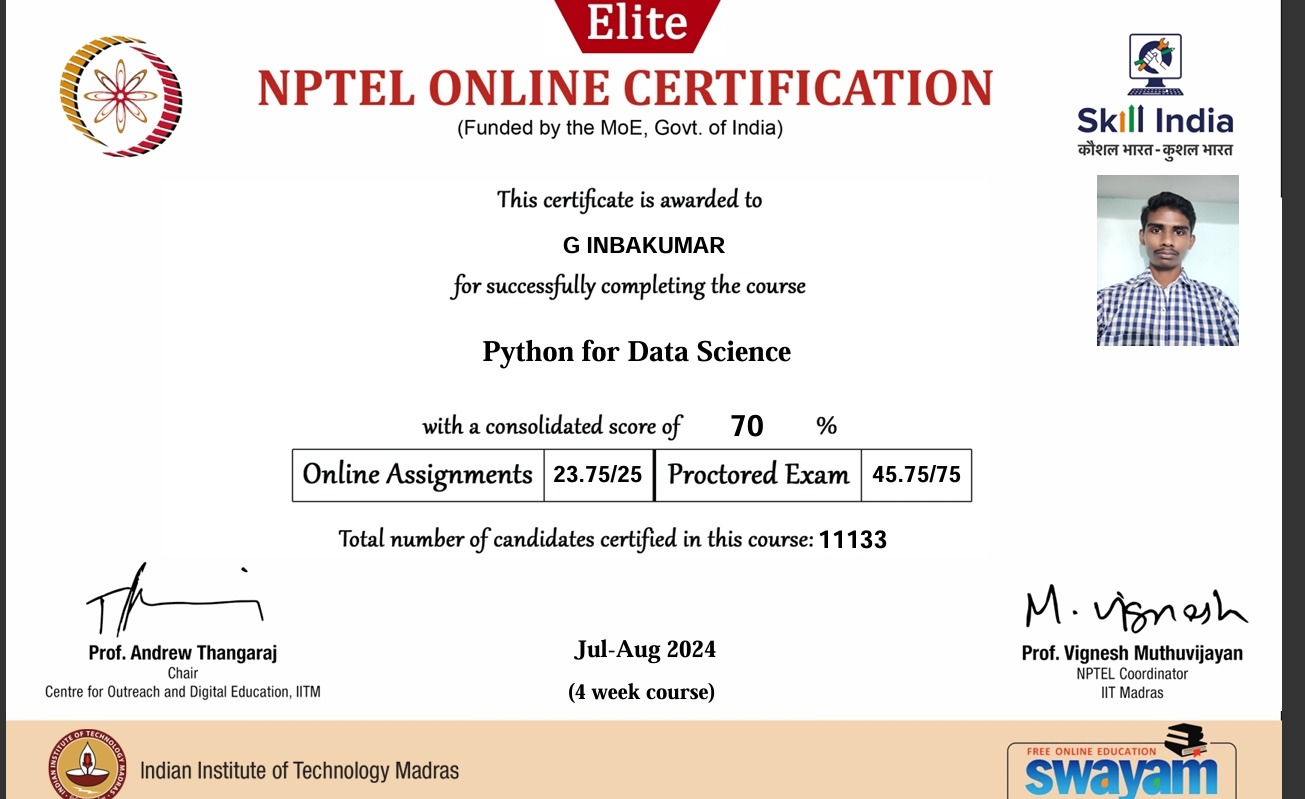 Elite
NPTEL ONLINE CERTIFICATION
(Funded by the MoE, Govt. of India)
Skill India
कौशल भारत - कुशल भारत
This certificate is awarded to
G INBAKUMAR
for successfully completing the course
Python for Data Science
with a consolidated score of 70 %
Online Assignments 23.75/25 Proctored Exam 45.75/75
Total number of candidates certified in this course: 11133
M. Vignesh
Prof. Andrew Thangaraj
Chair
Centre for Outreach and Digital Education, IITM
Jul-Aug 2024
(4 week course)
Prof. Vignesh Muthuvijayan
NPTEL Coordinator
IIT Madras
INDIAN INSTITUTE OF TECHNOLOGY MADRAS
Indian Institute of Technology Madras
FREE ONLINE EDUCATION
swayam